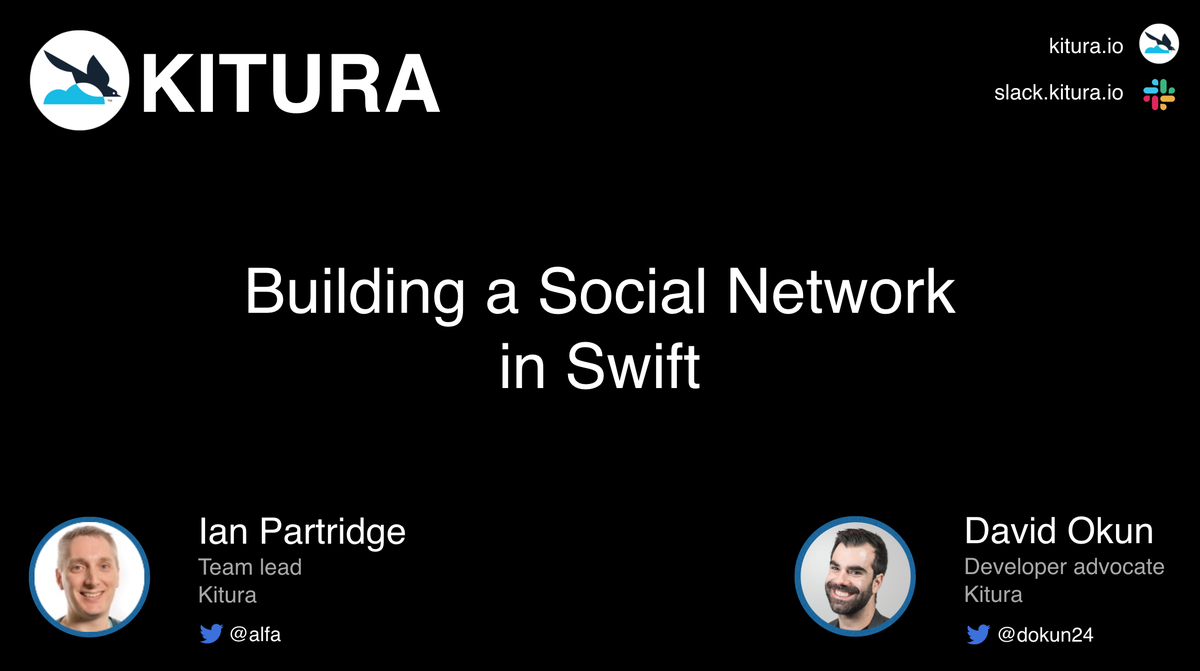 KITURA
kitura.io
slack.kitura.io
Building a Social Network
in Swift
Ian Partridge
Team lead
Kitura
@alfa
David Okun
Developer advocate
Kitura
@dokun24